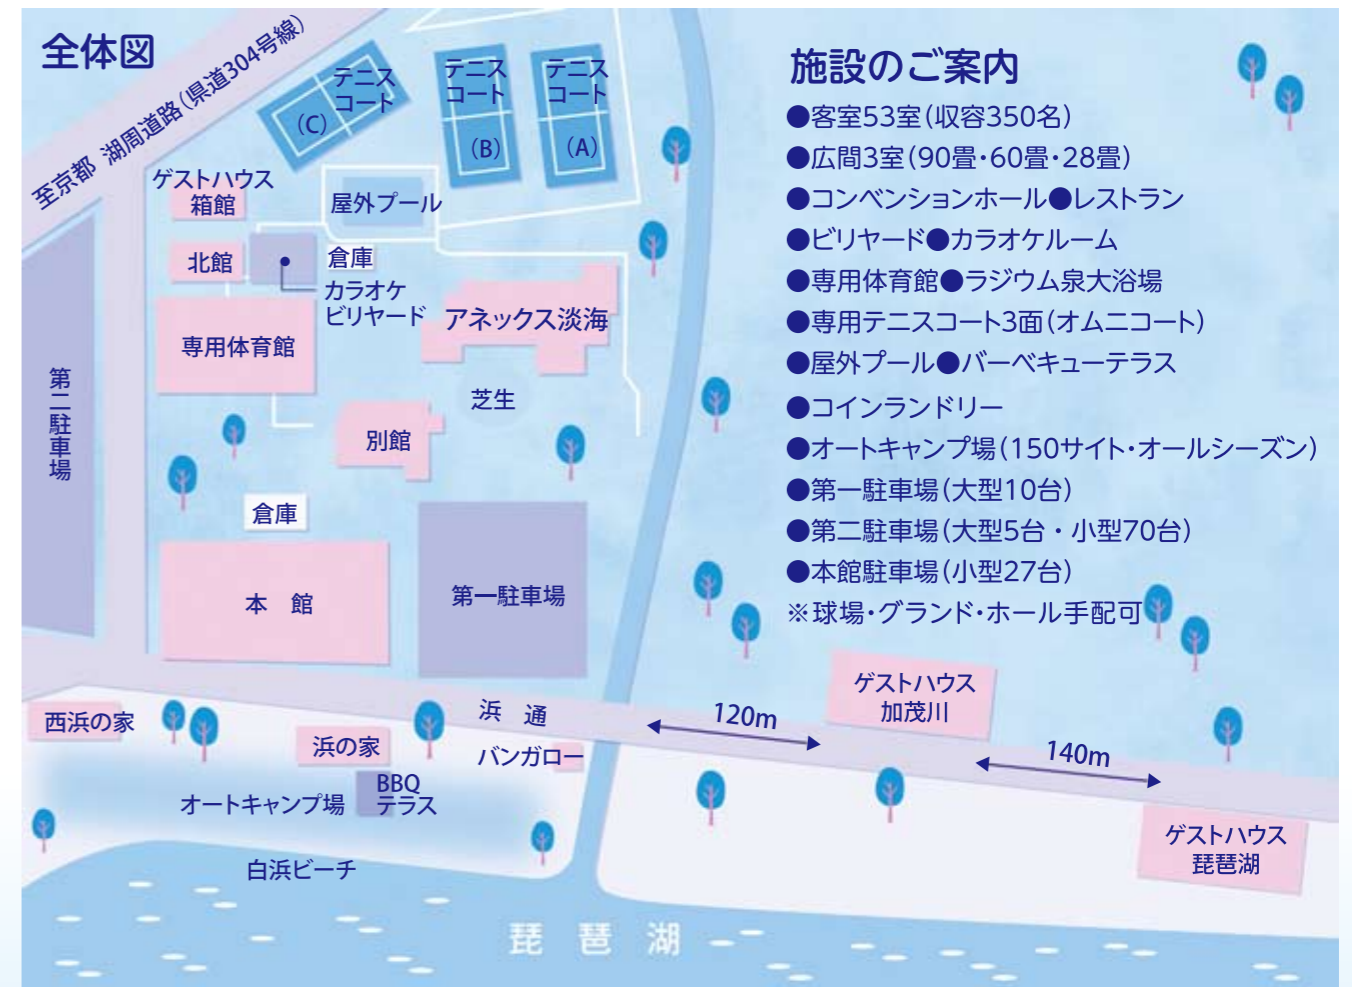 全体図
至京都 湖周道路(県道304号線)
テニス
コート
(C)
テニス
コート
(B)
テニス
コート
(A)
ゲストハウス
箱館
屋外プール
北館
倉庫
カラオケ
ビリヤード
専用体育館
アネックス淡海
芝生
別館
第二駐車場
倉庫
本 館
第一駐車場
施設のご案内
●客室53室(収容350名)
●広間3室(90畳・60畳・28畳)
●コンベンションホール●レストラン
●ビリヤード●カラオケルーム
●専用体育館●ラジウム泉大浴場
●専用テニスコート3面(オムニコート)
●屋外プール●バーベキューテラス
●コインランドリー
●オートキャンプ場(150サイト・オールシーズン)
●第一駐車場(大型10台)
●第二駐車場(大型5台・小型70台)
●本館駐車場(小型27台)
※球場・グランド・ホール手配可
西浜の家
浜の家
浜 通
バンガロー
BBQ
テラス
オートキャンプ場
白浜ビーチ
120m
ゲストハウス
加茂川
140m
ゲストハウス
琵琶湖
琵 琶 湖